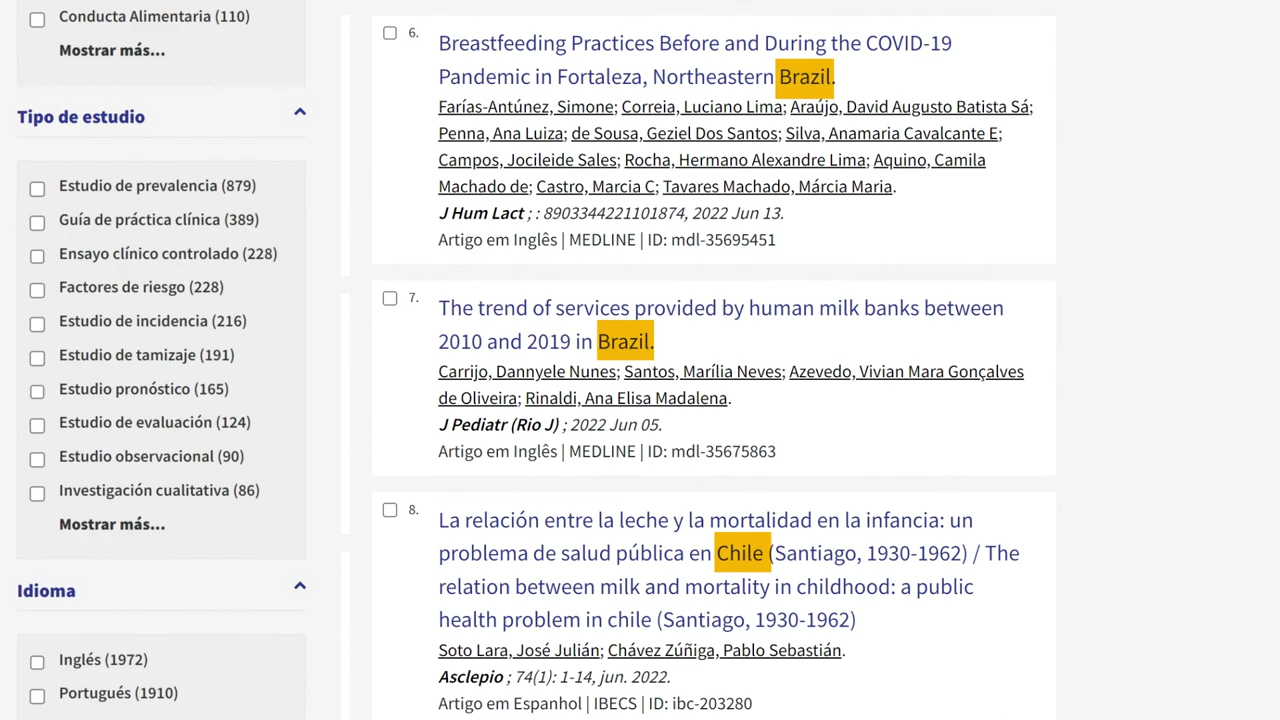 Conducta Alimentaria (110)
Mostrar más...
Tipo de estudio
Estudio de prevalencia (879)
Guía de práctica clínica (389)
Ensayo clínico controlado (228)
Factores de riesgo (228)
Estudio de incidencia (216)
Estudio de tamizaje (191)
Estudio pronóstico (165)
Estudio de evaluación (124)
Estudio observacional (90)
Investigación cualitativa (86)
Mostrar más...
Idioma
Inglés (1972)
Portugués (1910)
6.
Breastfeeding Practices Before and During the COVID-19
Pandemic in Fortaleza, Northeastern Brazil.
Farías-Antúnez, Simone; Correia, Luciano Lima; Araújo, David Augusto Batista Sá;
Penna, Ana Luiza; de Sousa, Geziel Dos Santos; Silva, Anamaria Cavalcante E;
Campos, Jocileide Sales; Rocha, Hermano Alexandre Lima; Aquino, Camila
Machado de; Castro, Marcia C; Tavares Machado, Márcia Maria.
J Hum Lact ; : 8903344221101874, 2022 Jun 13.
Artigo em Inglês | MEDLINE | ID: mdl-35695451
7.
The trend of services provided by human milk banks between
2010 and 2019 in Brazil.
Carrijo, Dannyele Nunes; Santos, Marília Neves; Azevedo, Vivian Mara Gonçalves
de Oliveira; Rinaldi, Ana Elisa Madalena.
J Pediatr (Rio J) ; 2022 Jun 05.
Artigo em Inglês | MEDLINE | ID: mdl-35675863
8.
La relación entre la leche y la mortalidad en la infancia: un
problema de salud pública en Chile (Santiago, 1930-1962) / The
relation between milk and mortality in childhood: a public
health problem in chile (Santiago, 1930-1962)
Soto Lara, José Julián; Chávez Zúñiga, Pablo Sebastián.
Asclepio ; 74(1): 1-14, jun. 2022.
Artigo em Espanhol | IBECS | ID: ibc-203280